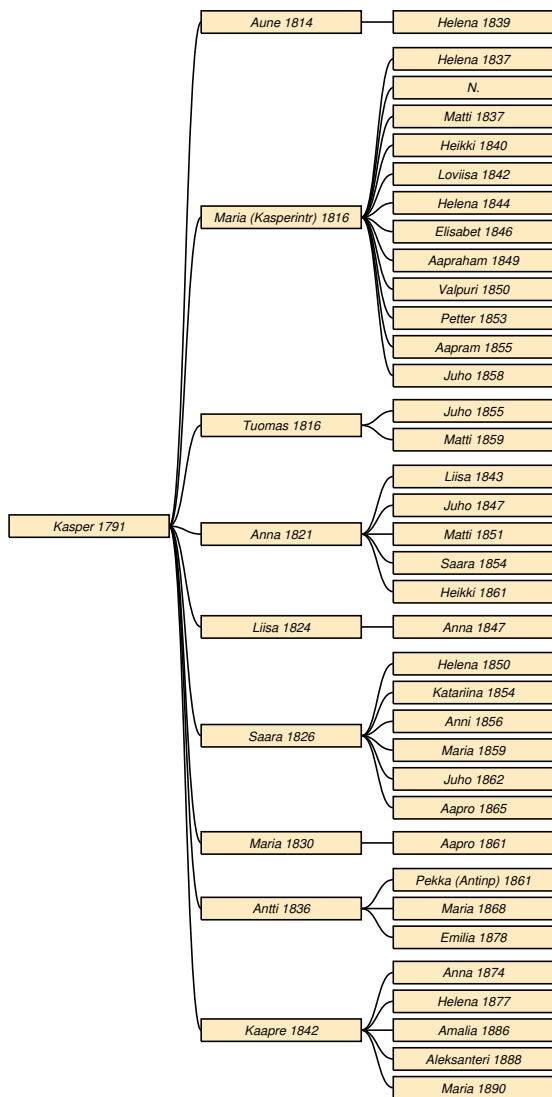 Kasper 1791
Aune 1814
Helena 1839
Maria (Kasperintr) 1816
Helena 1837
N.
Matti 1837
Heikki 1840
Loviisa 1842
Helena 1844
Elisabet 1846
Aapraham 1849
Valpuri 1850
Petter 1853
Aapram 1855
Juho 1858
Tuomas 1816
Juho 1855
Matti 1859
Anna 1821
Liisa 1843
Juho 1847
Matti 1851
Saara 1854
Heikki 1861
Liisa 1824
Anna 1847
Saara 1826
Helena 1850
Katariina 1854
Anni 1856
Maria 1859
Juho 1862
Aapro 1865
Maria 1830
Aapro 1861
Antti 1836
Pekka (Antinp) 1861
Maria 1868
Emilia 1878
Kaapre 1842
Anna 1874
Helena 1877
Amalia 1886
Aleksanteri 1888
Maria 1890